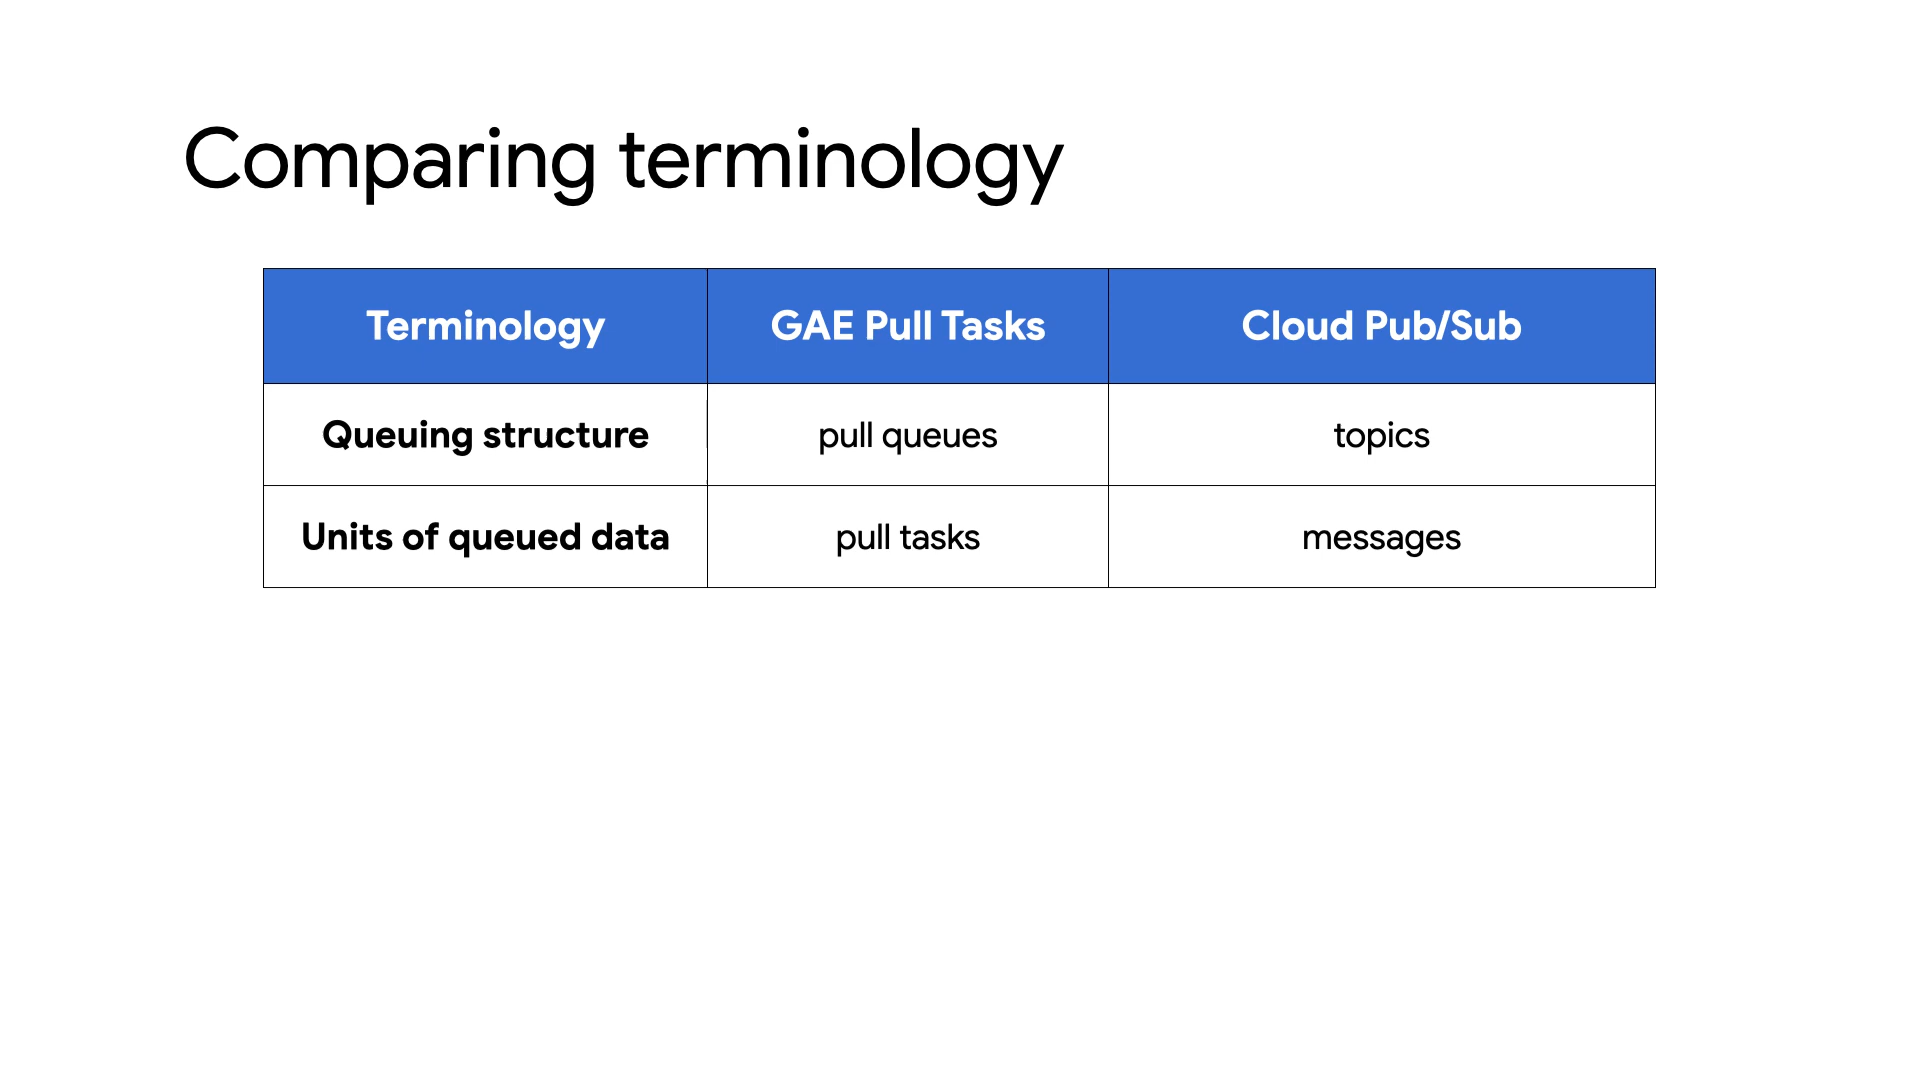 Comparing terminology
Terminology GAE Pull Tasks Cloud Pub/Sub
Queuing structure pull queues topics
Units of queued data pull tasks messages